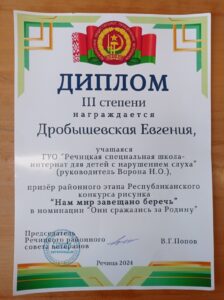 ДИПЛОМ
III степени
награждается
Дробышевская Евгения,
учащаяся
ГУО "Речицкая специальная школа-
интернат для детей с нарушением слуха"
(руководитель Ворона Н.О.),
призёр районного этапа Республиканского
конкурса рисунка
"Нам мир завещано беречь"
в номинации "Они сражались за Родину"
Председатель
Речицкого районного
совета ветеранов
В.Г.Попов
Речица 2024